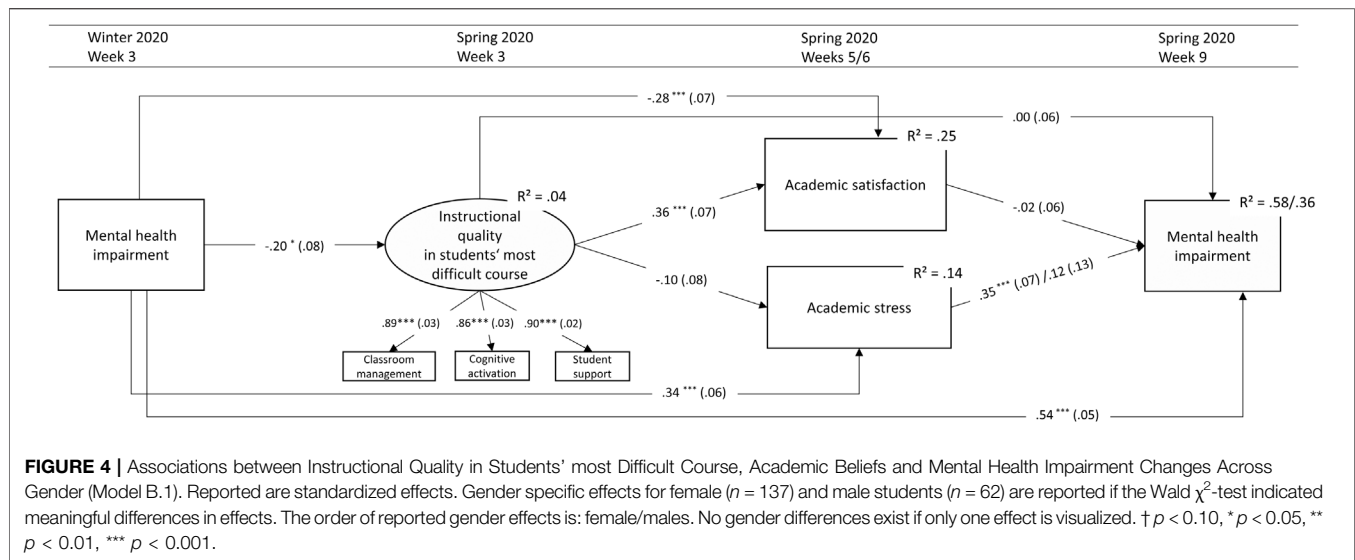 Winter 2020
Week 3
Spring 2020
Week 3
Spring 2020
Weeks 5/6
Spring 2020
Week 9
-.28 *** (.07)
.00 (.06)
R² = .25
Academic satisfaction
R² = .04
Instructional
quality
in students‘ most
difficult course
.36 *** (.07)
-.02 (.06)
R² = .58/.36
Mental health
impairment
-.20 * (.08)
Mental health
impairment
-.10 (.08)
R² = .14
Academic stress
.35 *** (.07) /.12 (.13)
.89*** (.03)
.86*** (.03)
.90*** (.02)
Classroom
management
Cognitive
activation
Student
support
.34 *** (.06)
.54 *** (.05)
FIGURE 4 | Associations between Instructional Quality in Students’ most Difficult Course, Academic Beliefs and Mental Health Impairment Changes Across
Gender (Model B.1). Reported are standardized effects. Gender specific effects for female (n = 137) and male students (n = 62) are reported if the Wald χ²-test indicated
meaningful differences in effects. The order of reported gender effects is: female/males. No gender differences exist if only one effect is visualized. † p < 0.10, * p < 0.05, **
p < 0.01, *** p < 0.001.